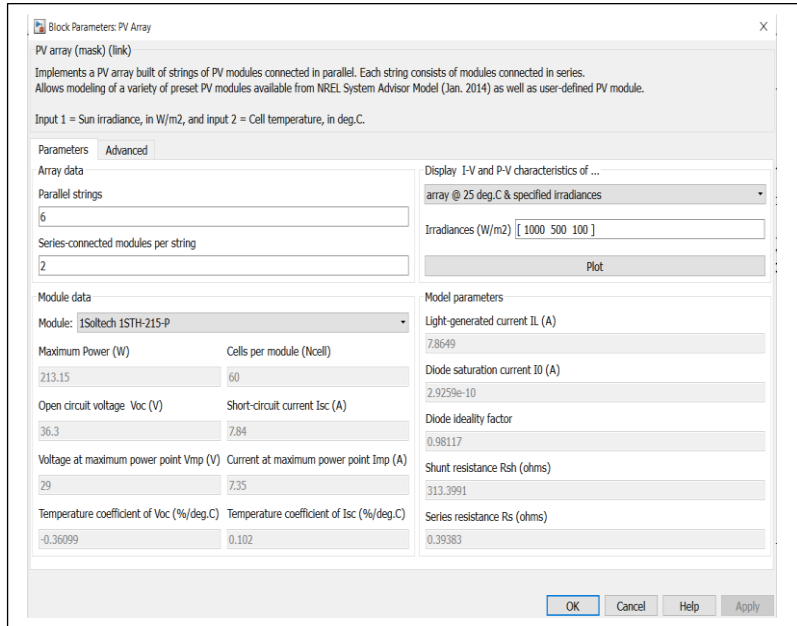 Block Parameters: PV Array X
PV array (mask) (link)
Implements a PV array built of strings of PV modules connected in parallel. Each string consists of modules connected in series.
Allows modeling of a variety of preset PV modules available from NREL System Advisor Model (Jan. 2014) as well as user-defined PV module.
Input 1 = Sun irradiance, in W/m2, and input 2 = Cell temperature, in deg.C.
Parameters Advanced
Array data
Parallel strings
6
Series-connected modules per string
2
Display I-V and P-V characteristics of ...
array @ 25 deg.C & specified irradiances
Irradiances (W/m2) [ 1000 500 100 ]
Plot
Module data
Module: 1Soltech 1STH-215-P
Maximum Power (W) Cells per module (Ncell)
213.15 60
Open circuit voltage Voc (V) Short-circuit current Isc (A)
36.3 7.84
Voltage at maximum power point Vmp (V) Current at maximum power point Imp (A)
29 7.35
Temperature coefficient of Voc (%/deg.C) Temperature coefficient of Isc (%/deg.C)
-0.36099 0.102
Model parameters
Light-generated current IL (A)
7.8649
Diode saturation current I0 (A)
2.9259e-10
Diode ideality factor
0.98117
Shunt resistance Rsh (ohms)
313.3991
Series resistance Rs (ohms)
0.39383
OK Cancel Help Apply